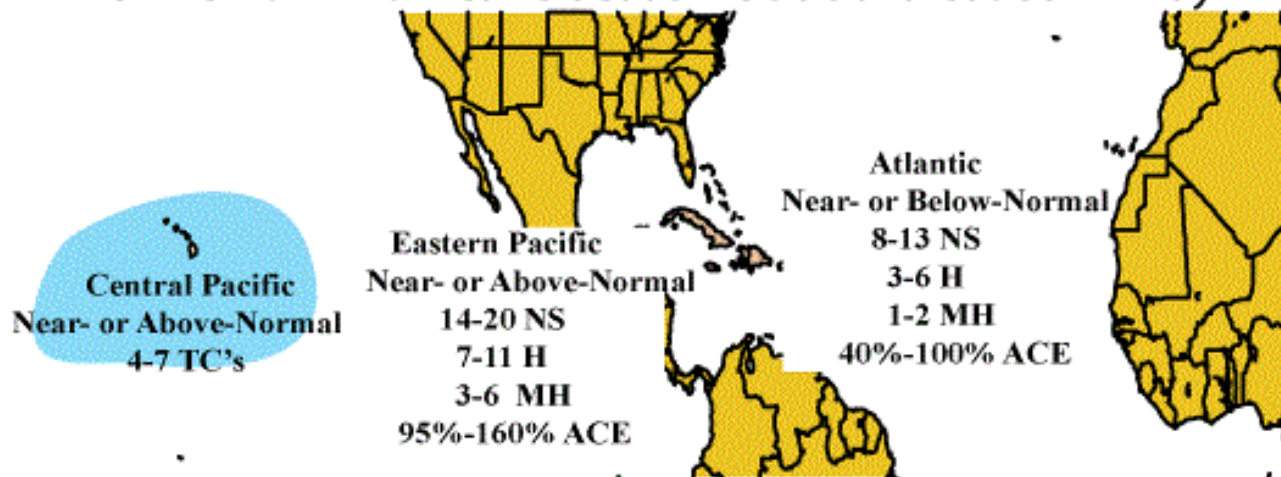 Central Pacific
Near- or Above-Normal
4-7 TC's
Eastern Pacific
Near- or Above-Normal
14-20 NS
7-11 H
3-6 MH
95%-160% ACE
Atlantic
Near- or Below-Normal
8-13 NS
3-6 H
1-2 MH
40%-100% ACE